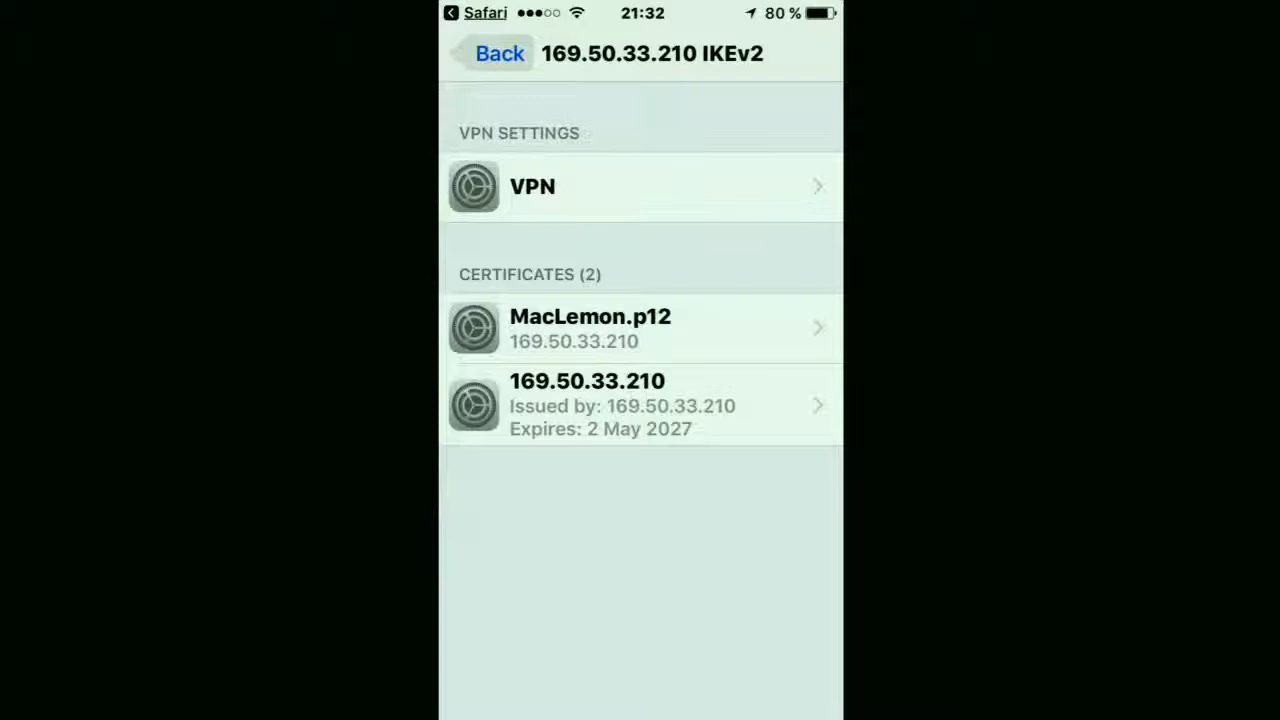 Safari 21:32 80 %
Back 169.50.33.210 IKEv2
VPN SETTINGS
VPN
CERTIFICATES (2)
MacLemon.p12
169.50.33.210
169.50.33.210
Issued by: 169.50.33.210
Expires: 2 May 2027